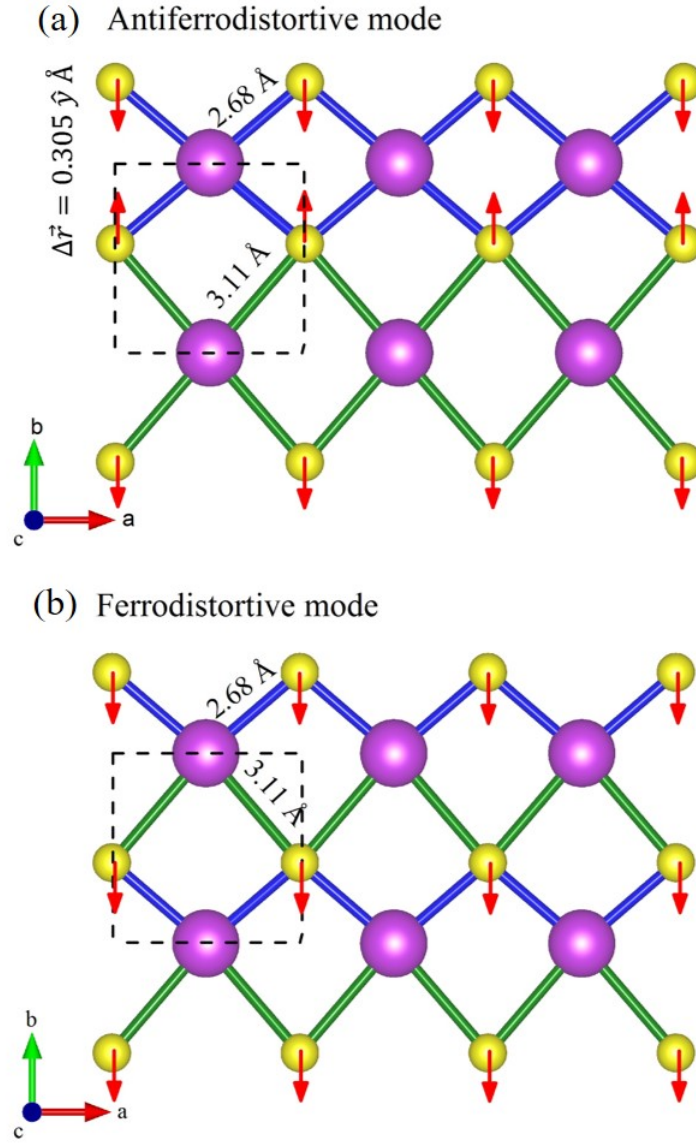 (a) Antiferrodistortive mode
Δr⃗ = 0.305 ŷ Å
2.68 Å
3.11 Å
b
a
c
(b) Ferrodistortive mode
2.68 Å
3.11 Å
b
a
c